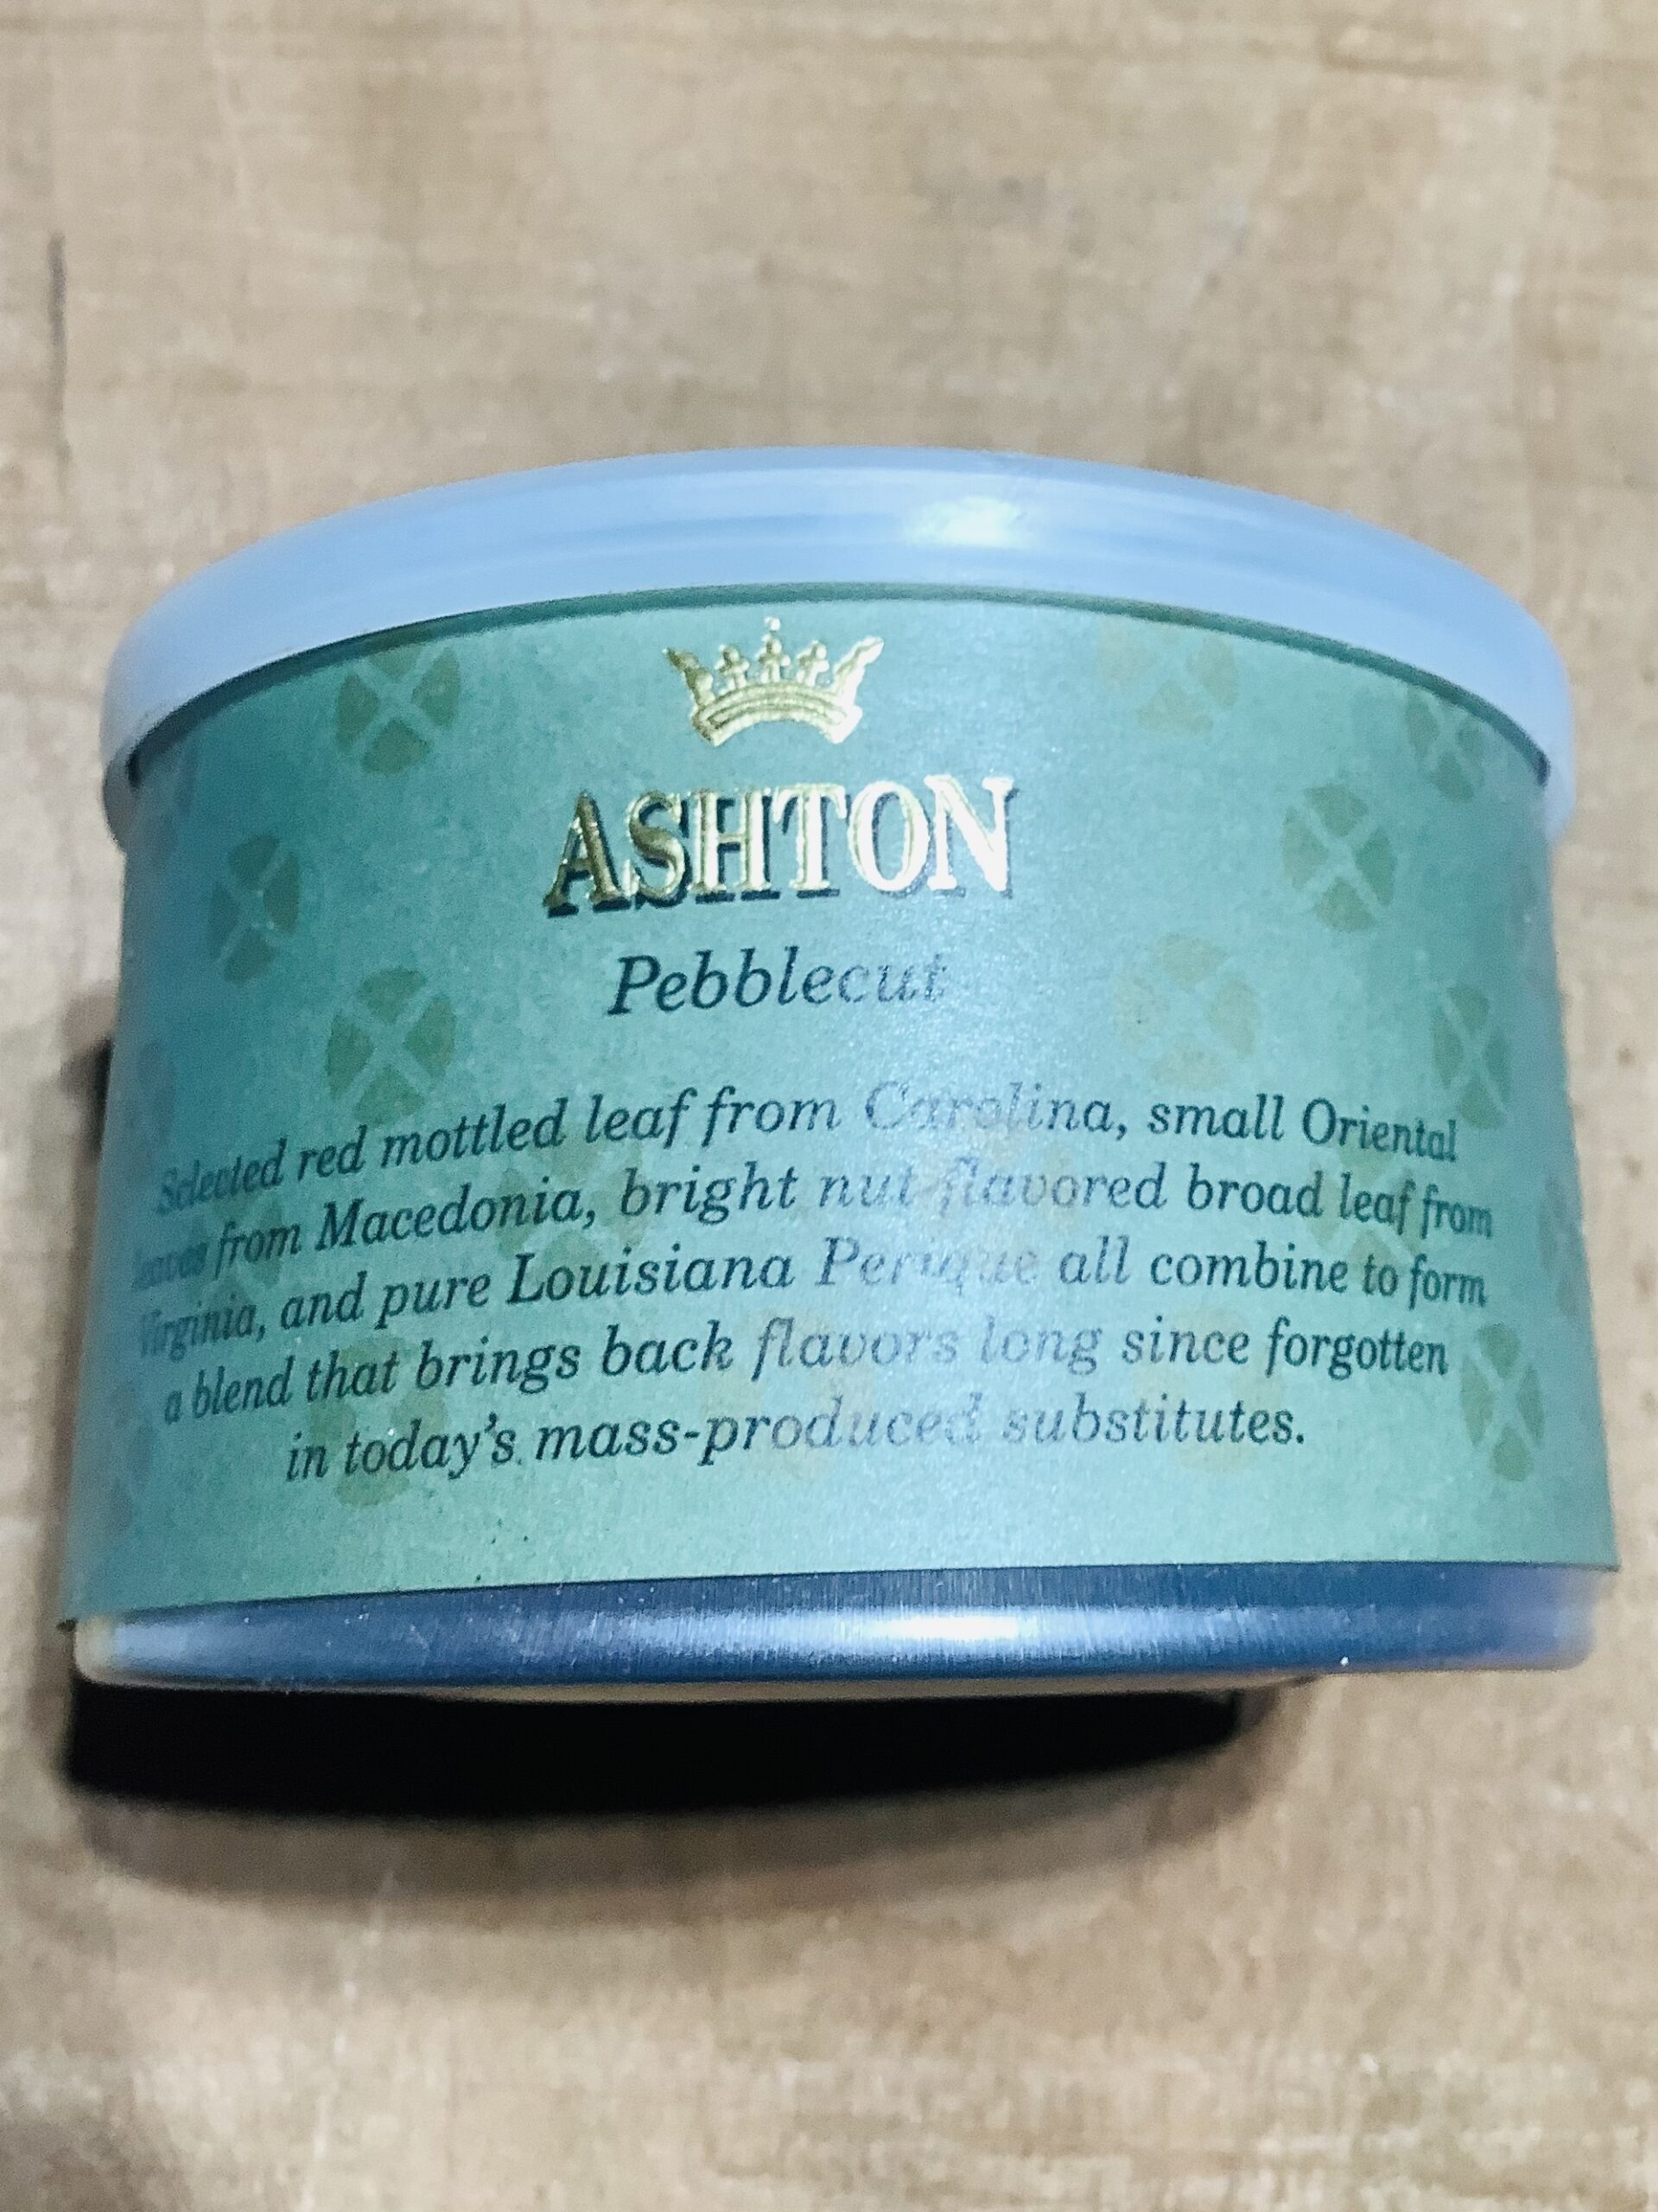 ASHTON
Pebblecut
Selected red mottled leaf from Carolina, small Oriental
leaves from Macedonia, bright nut flavored broad leaf from
Virginia, and pure Louisiana Perique all combine to form
a blend that brings back flavors long since forgotten
in today's mass-produced substitutes.